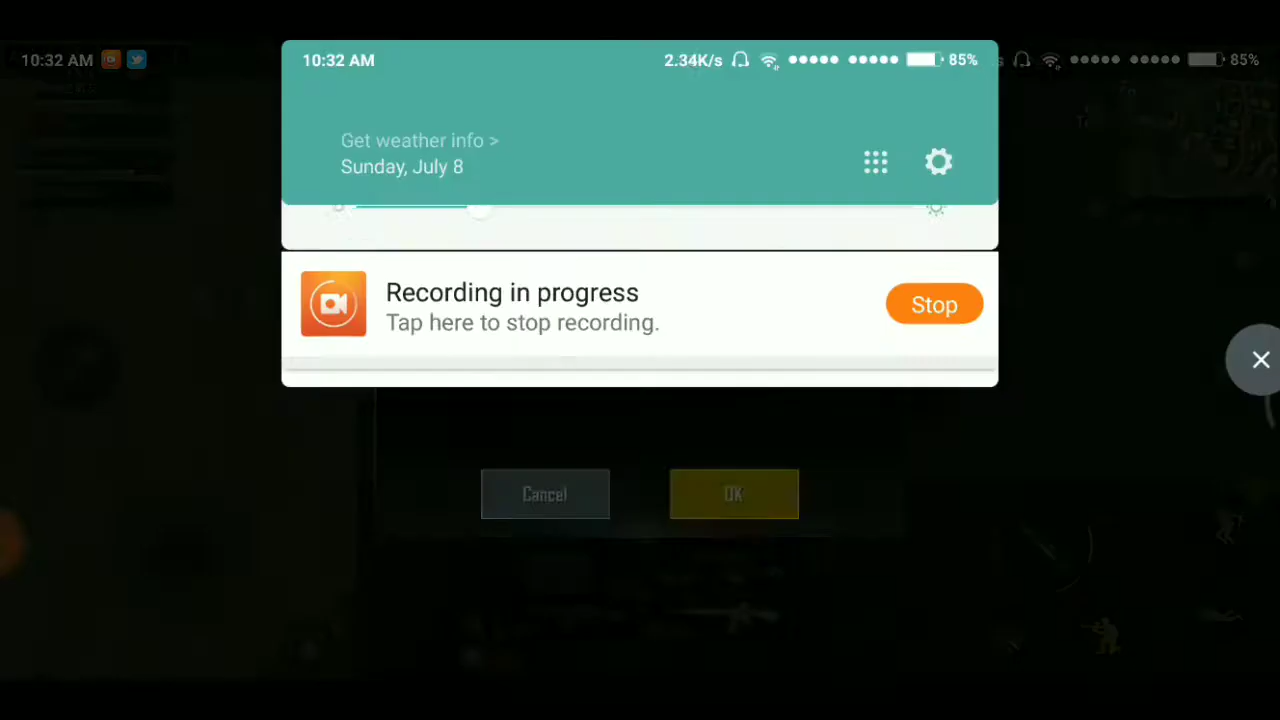 10:32 AM
10:32 AM
2.34K/s
85%
s
85%
Get weather info >
Sunday, July 8
Recording in progress
Tap here to stop recording.
Stop
Cancel
OK